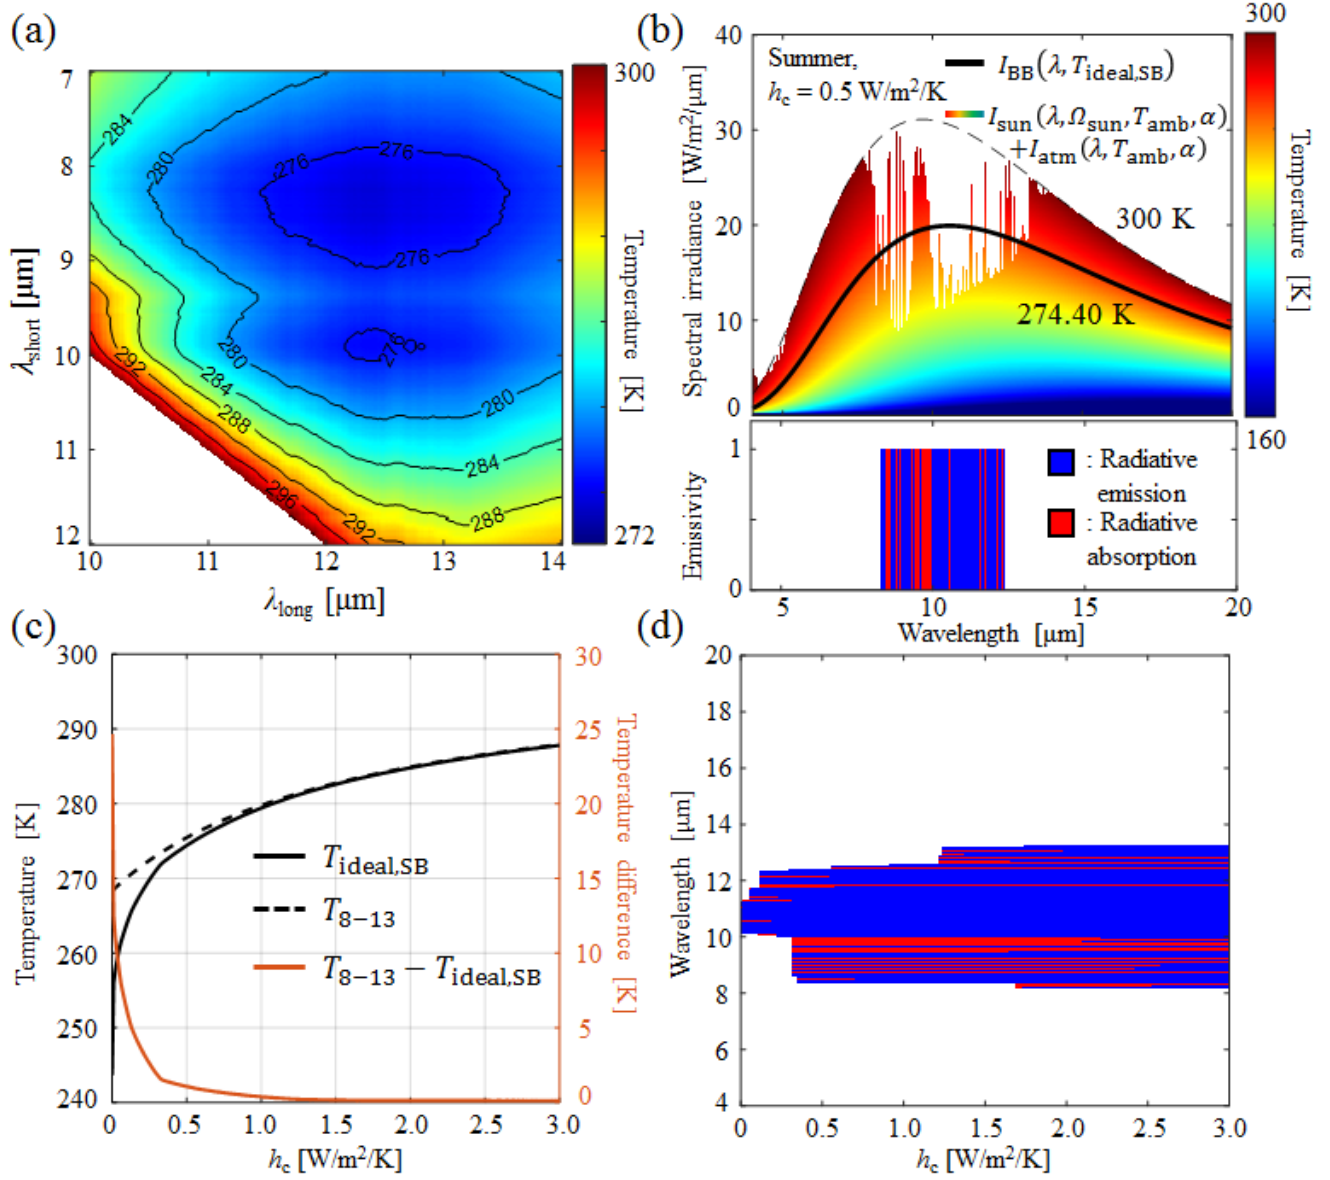 (a)
7
8
9
10
11
12
λshort [μm]
10
11
12
13
14
λlong [μm]
284
280
276
276
276
280
284
292
288
280
284
296
292
288
300
Temperature [K]
272
(b)
40
30
20
10
0
Spectral irradiance [W/m²/μm]
Summer,
hc = 0.5 W/m²/K
IBB(λ, Tideal,SB)
Isun(λ, Ωsun, Tamb, α)
+Iatm(λ, Tamb, α)
300 K
274.40 K
300
Temperature [K]
160
1
0
Emissivity
: Radiative
emission
: Radiative
absorption
5
10
15
20
Wavelength [μm]
(c)
300
290
280
270
260
250
240
Temperature [K]
Tideal,SB
T8−13
T8−13 − Tideal,SB
30
25
20
15
10
5
0
Temperature difference [K]
0
0.5
1.0
1.5
2.0
2.5
3.0
hc [W/m²/K]
(d)
20
18
16
14
12
10
8
6
4
Wavelength [μm]
0
0.5
1.0
1.5
2.0
2.5
3.0
hc [W/m²/K]